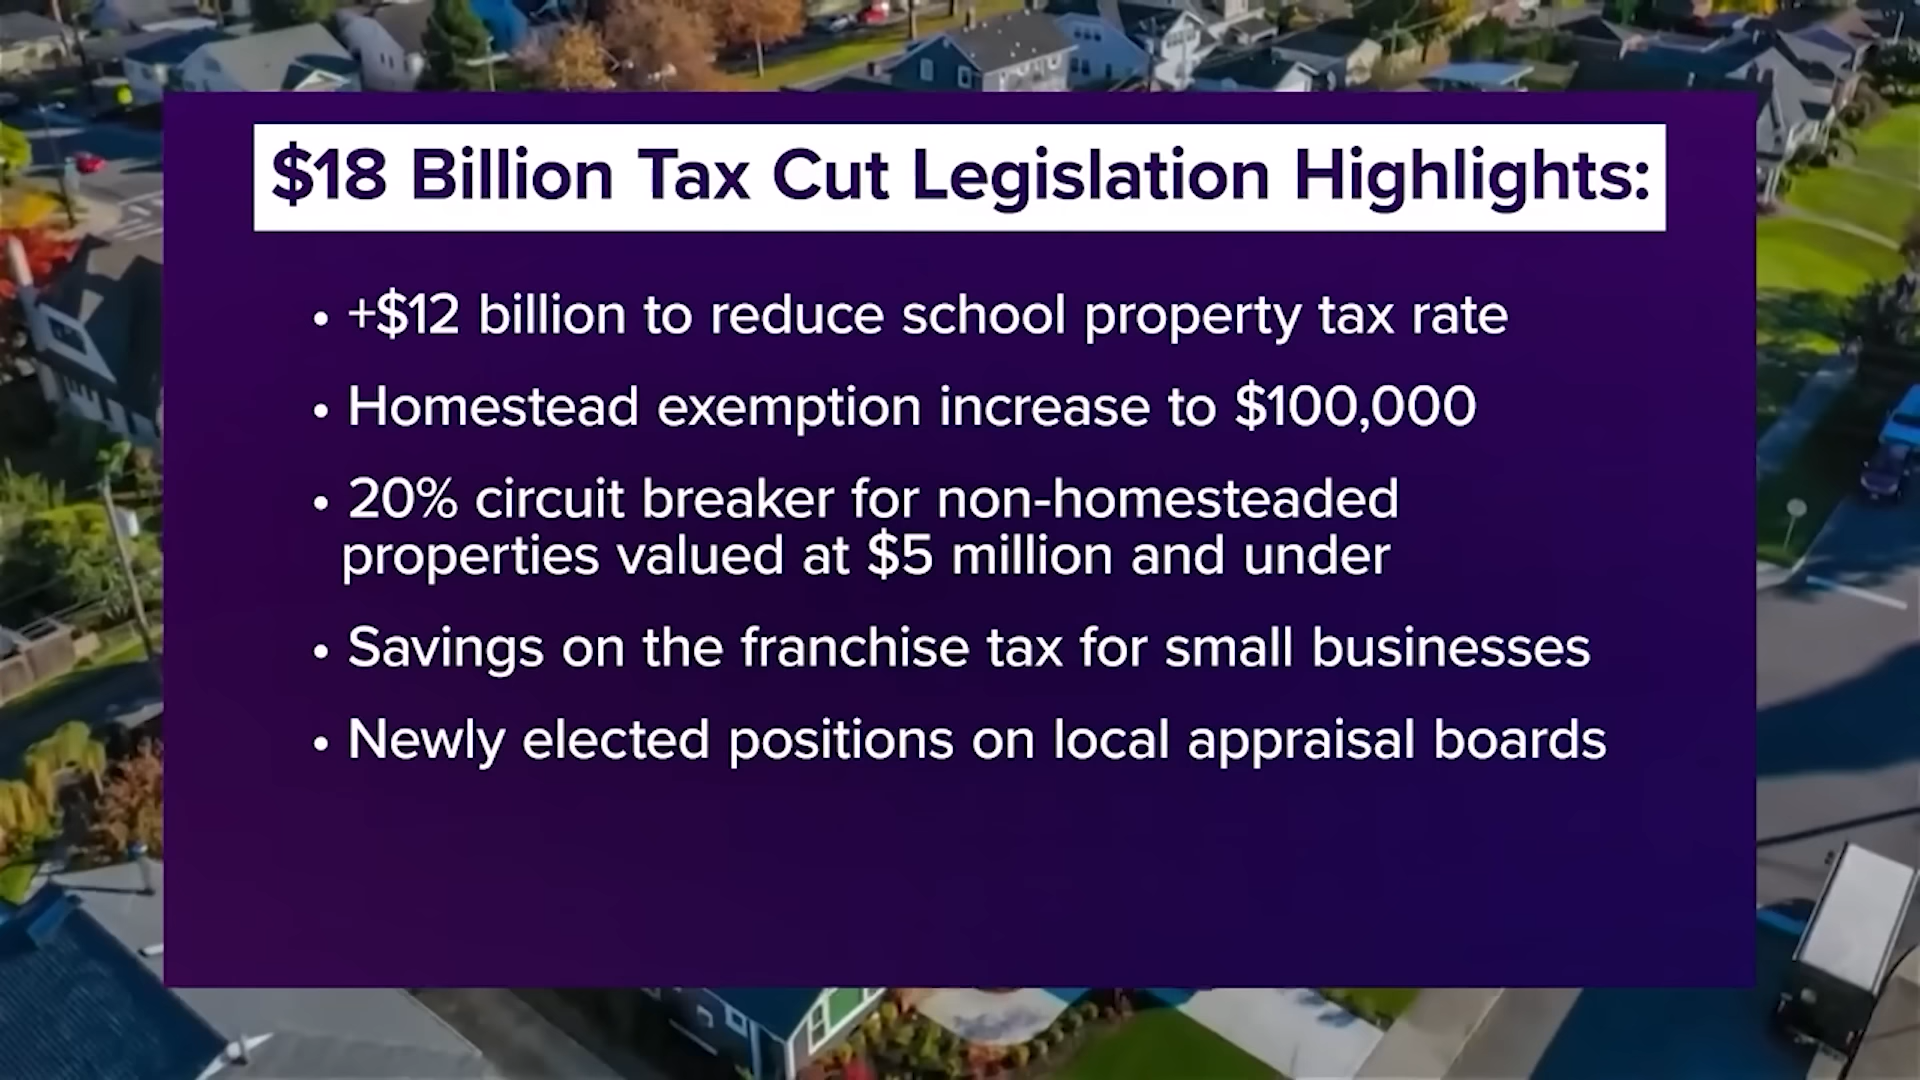 $18 Billion Tax Cut Legislation Highlights:
• +$12 billion to reduce school property tax rate
• Homestead exemption increase to $100,000
• 20% circuit breaker for non-homesteaded
properties valued at $5 million and under
• Savings on the franchise tax for small businesses
• Newly elected positions on local appraisal boards